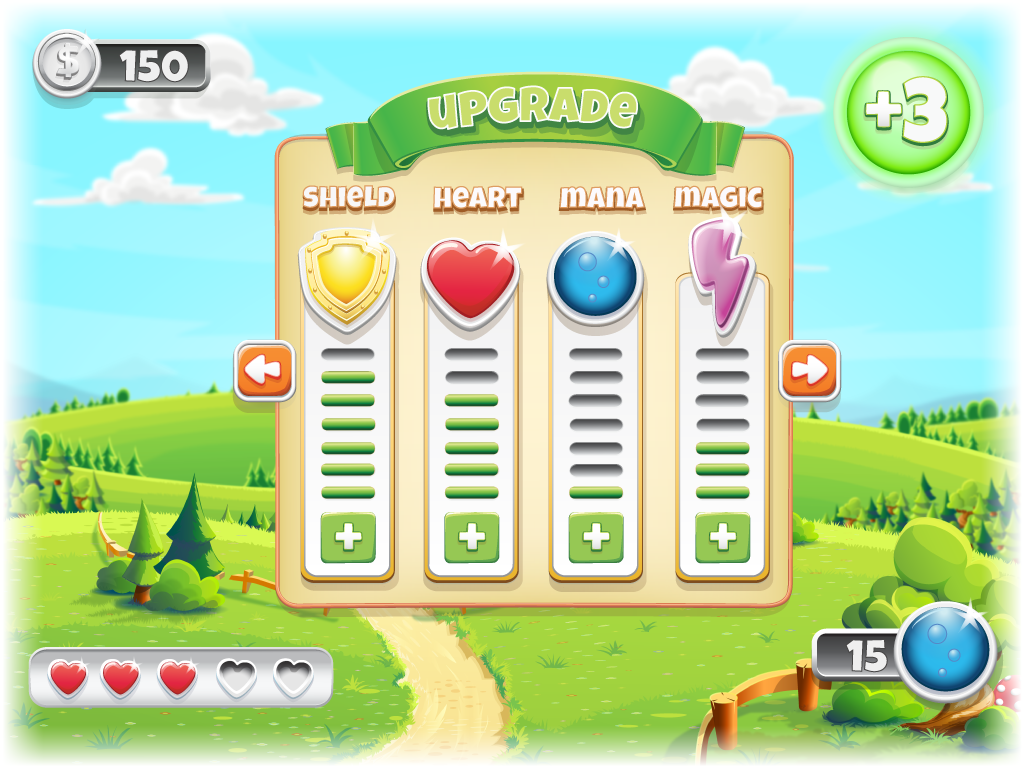 $ 150
UPGRADE
+3
SHIELD HEART MANA MAGIC
+ + + +
15